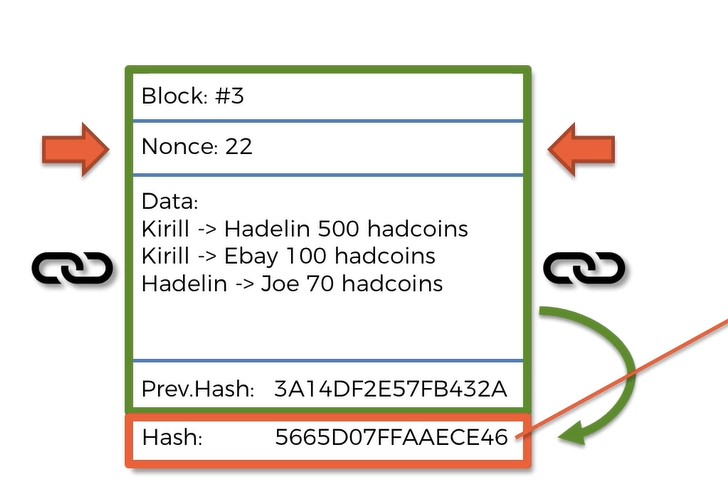 Block: #3
Nonce: 22
Data:
Kirill -> Hadelin 500 hadcoins
Kirill -> Ebay 100 hadcoins
Hadelin -> Joe 70 hadcoins
Prev.Hash: 3A14DF2E57FB432A
Hash: 5665D07FFAAECE46